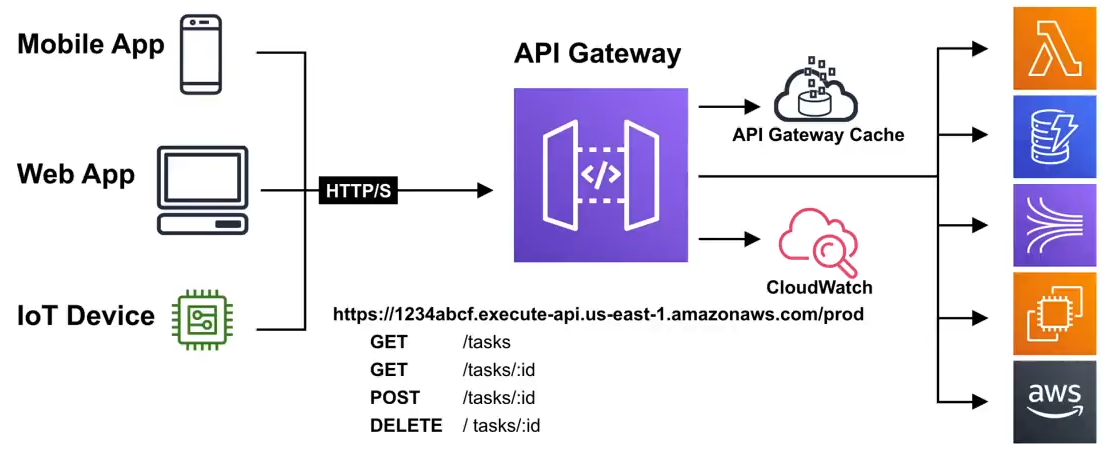 Mobile App
Web App
IoT Device
HTTP/S
API Gateway
</>
API Gateway Cache
CloudWatch
https://1234abcf.execute-api.us-east-1.amazonaws.com/prod
GET /tasks
GET /tasks/:id
POST /tasks/:id
DELETE / tasks/:id
aws